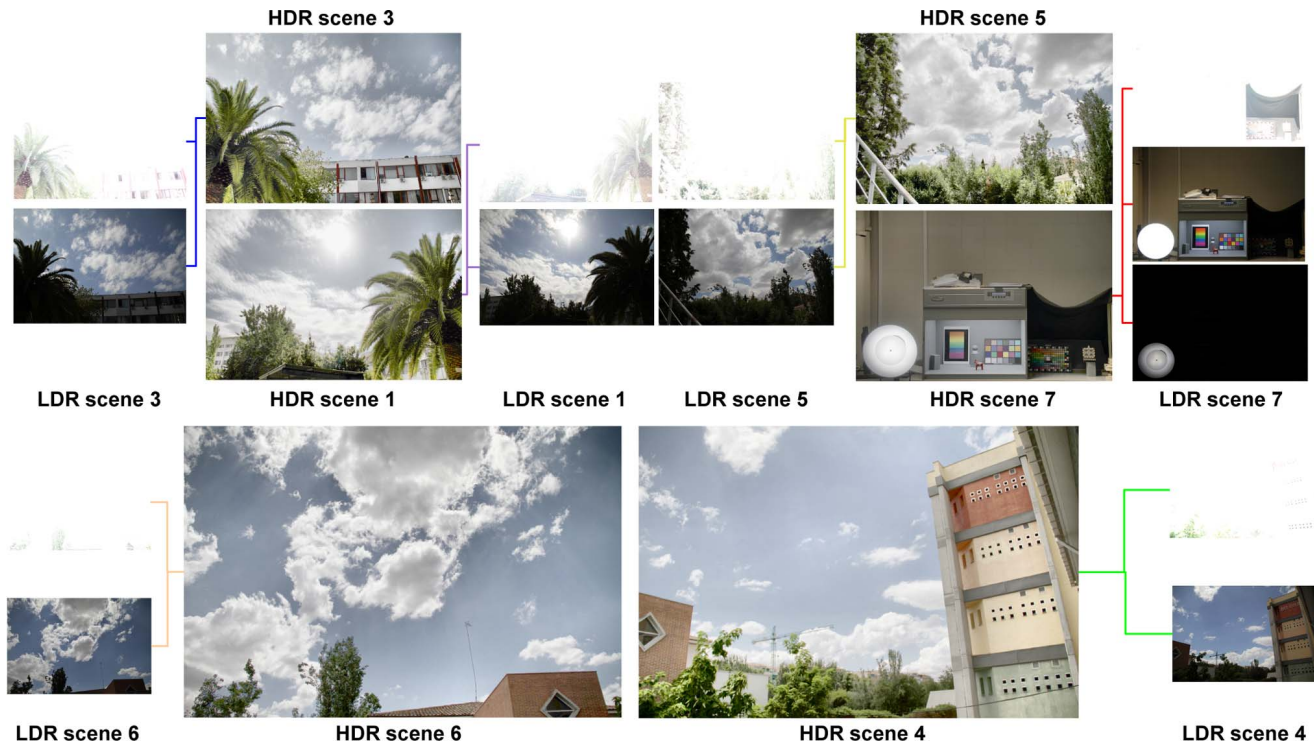 HDR scene 3
HDR scene 5
LDR scene 3
HDR scene 1
LDR scene 1
LDR scene 5
HDR scene 7
LDR scene 7
LDR scene 6
HDR scene 6
HDR scene 4
LDR scene 4